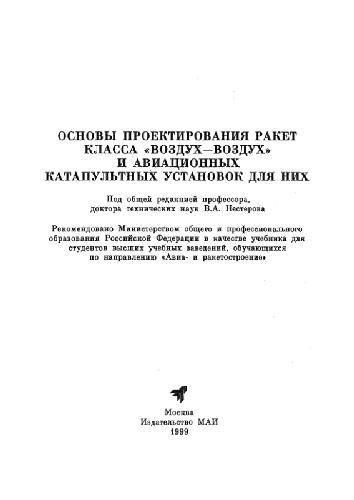 ОСНОВЫ ПРОЕКТИРОВАНИЯ РАКЕТ
КЛАССА «ВОЗДУХ—ВОЗДУХ»
И АВИАЦИОННЫХ
КАТАПУЛЬТНЫХ УСТАНОВОК ДЛЯ НИХ
Под общей редакцией профессора,
доктора технических наук В.А. Нестерова
Рекомендовано Министерством общего и профессионального
образования Российской Федерации в качестве учебника для
студентов высших учебных заведений, обучающихся
по направлению «Авиа- и ракетостроение»
Москва
Издательство МАИ
1999